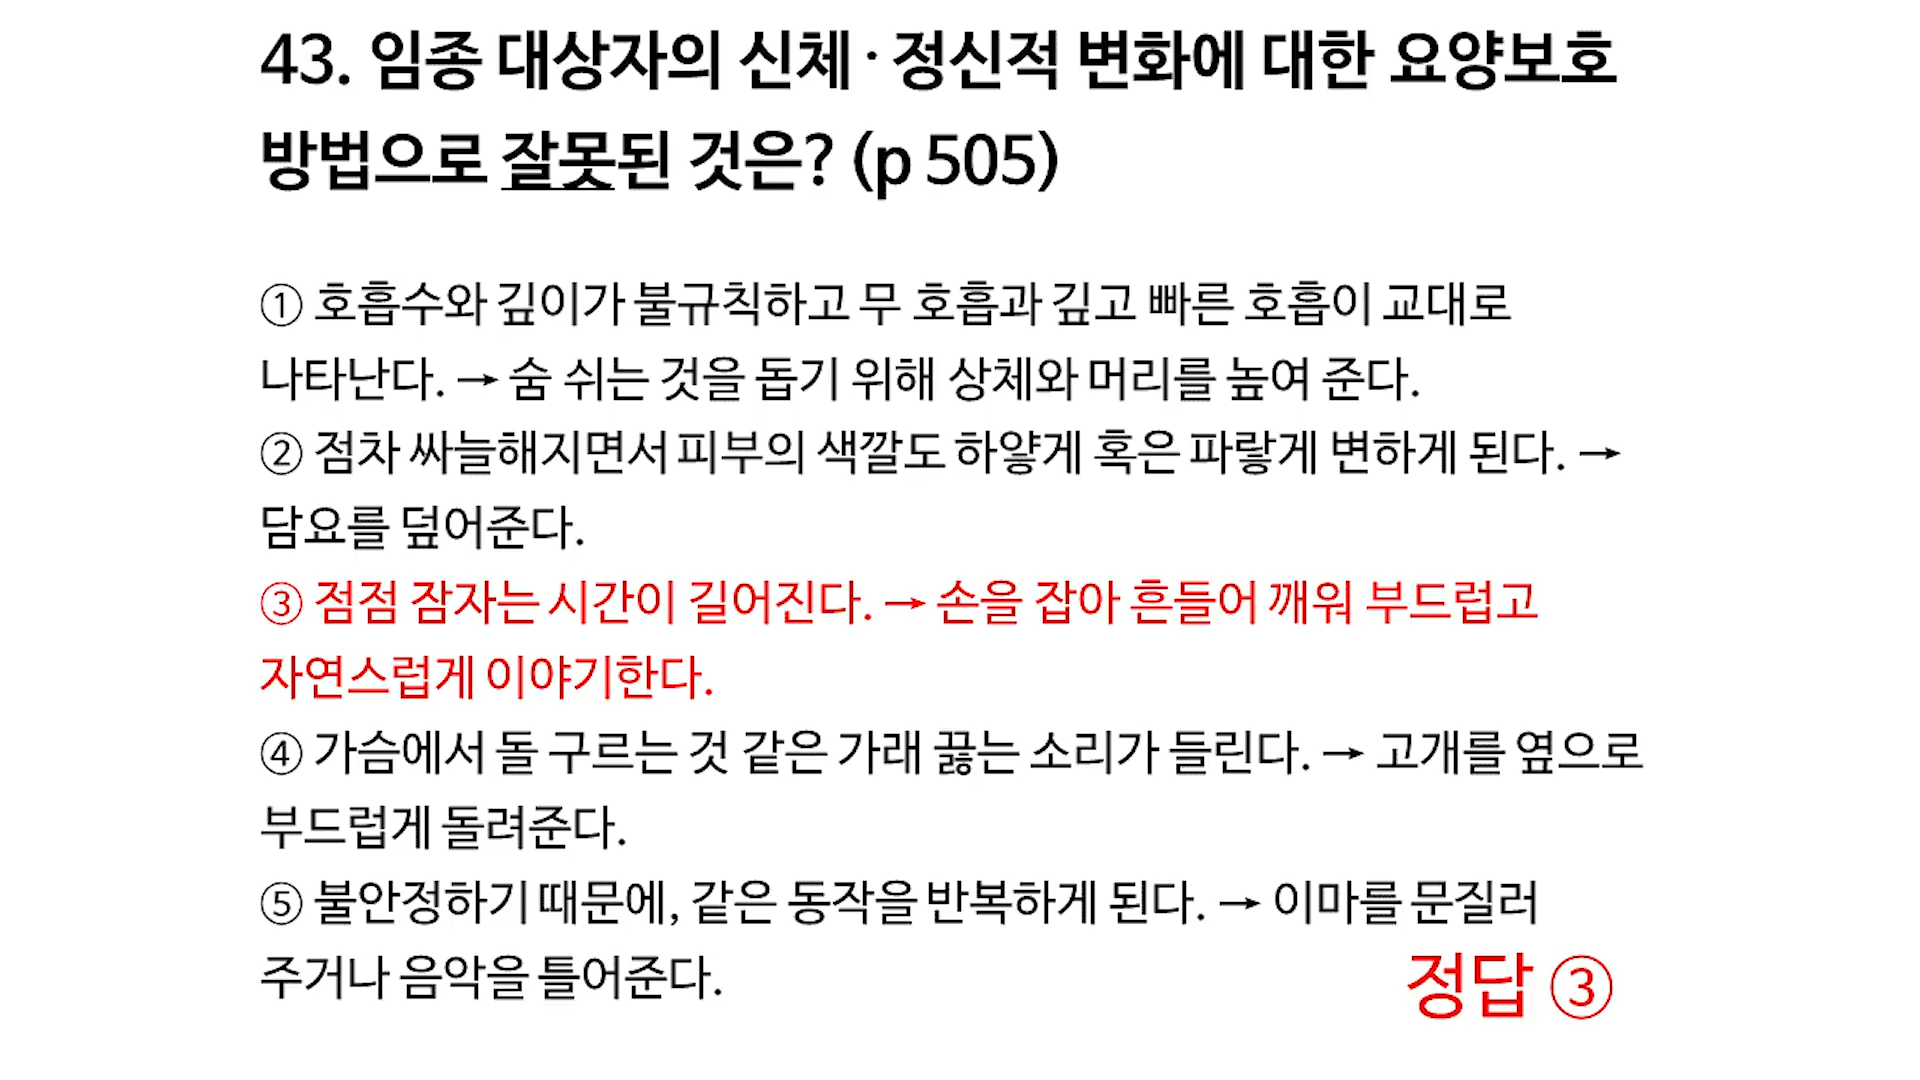 43. 임종 대상자의 신체·정신적 변화에 대한 요양보호
방법으로 잘못된 것은? (p 505)
① 호흡수와 깊이가 불규칙하고 무 호흡과 깊고 빠른 호흡이 교대로
나타난다. → 숨 쉬는 것을 돕기 위해 상체와 머리를 높여 준다.
② 점차 싸늘해지면서 피부의 색깔도 하얗게 혹은 파랗게 변하게 된다. →
담요를 덮어준다.
③ 점점 잠자는 시간이 길어진다. → 손을 잡아 흔들어 깨워 부드럽고
자연스럽게 이야기한다.
④ 가슴에서 돌 구르는 것 같은 가래 끓는 소리가 들린다. → 고개를 옆으로
부드럽게 돌려준다.
⑤ 불안정하기 때문에, 같은 동작을 반복하게 된다. → 이마를 문질러
주거나 음악을 틀어준다.
정답 ③